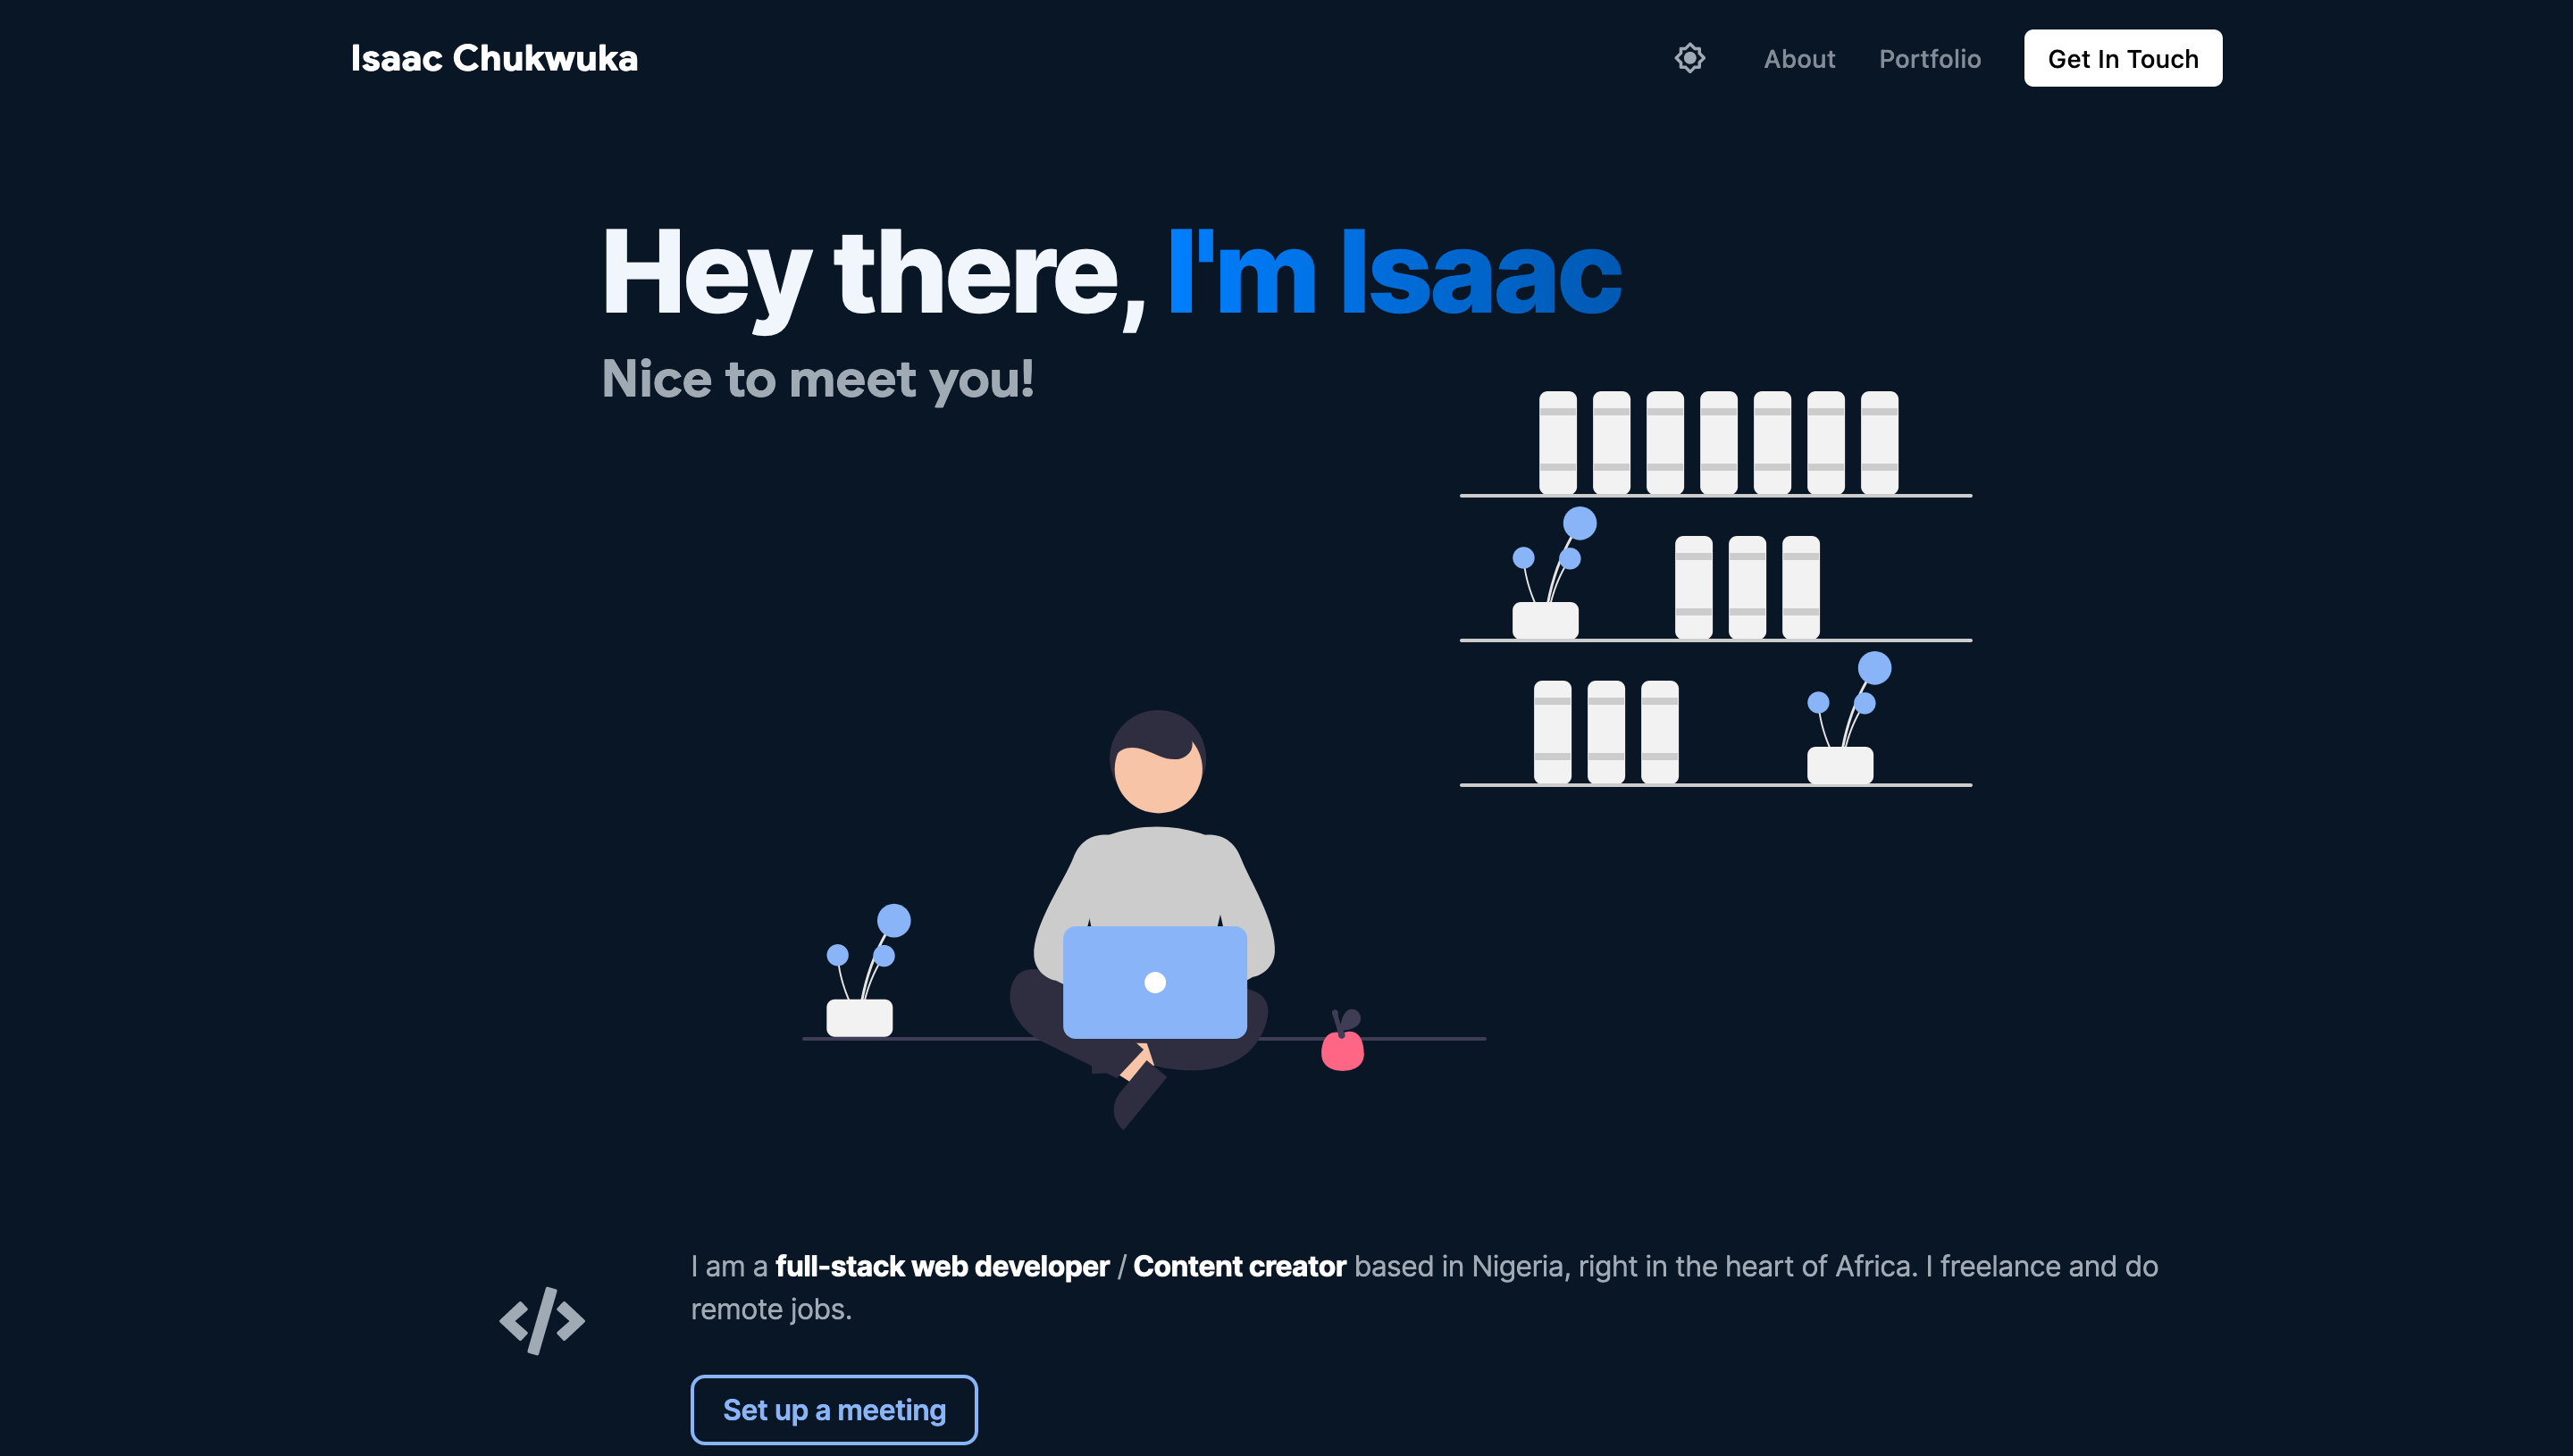 Isaac Chukwuka
About
Portfolio
Get In Touch
Hey there, I'm Isaac
Nice to meet you!
I am a full-stack web developer / Content creator based in Nigeria, right in the heart of Africa. I freelance and do
remote jobs.
Set up a meeting